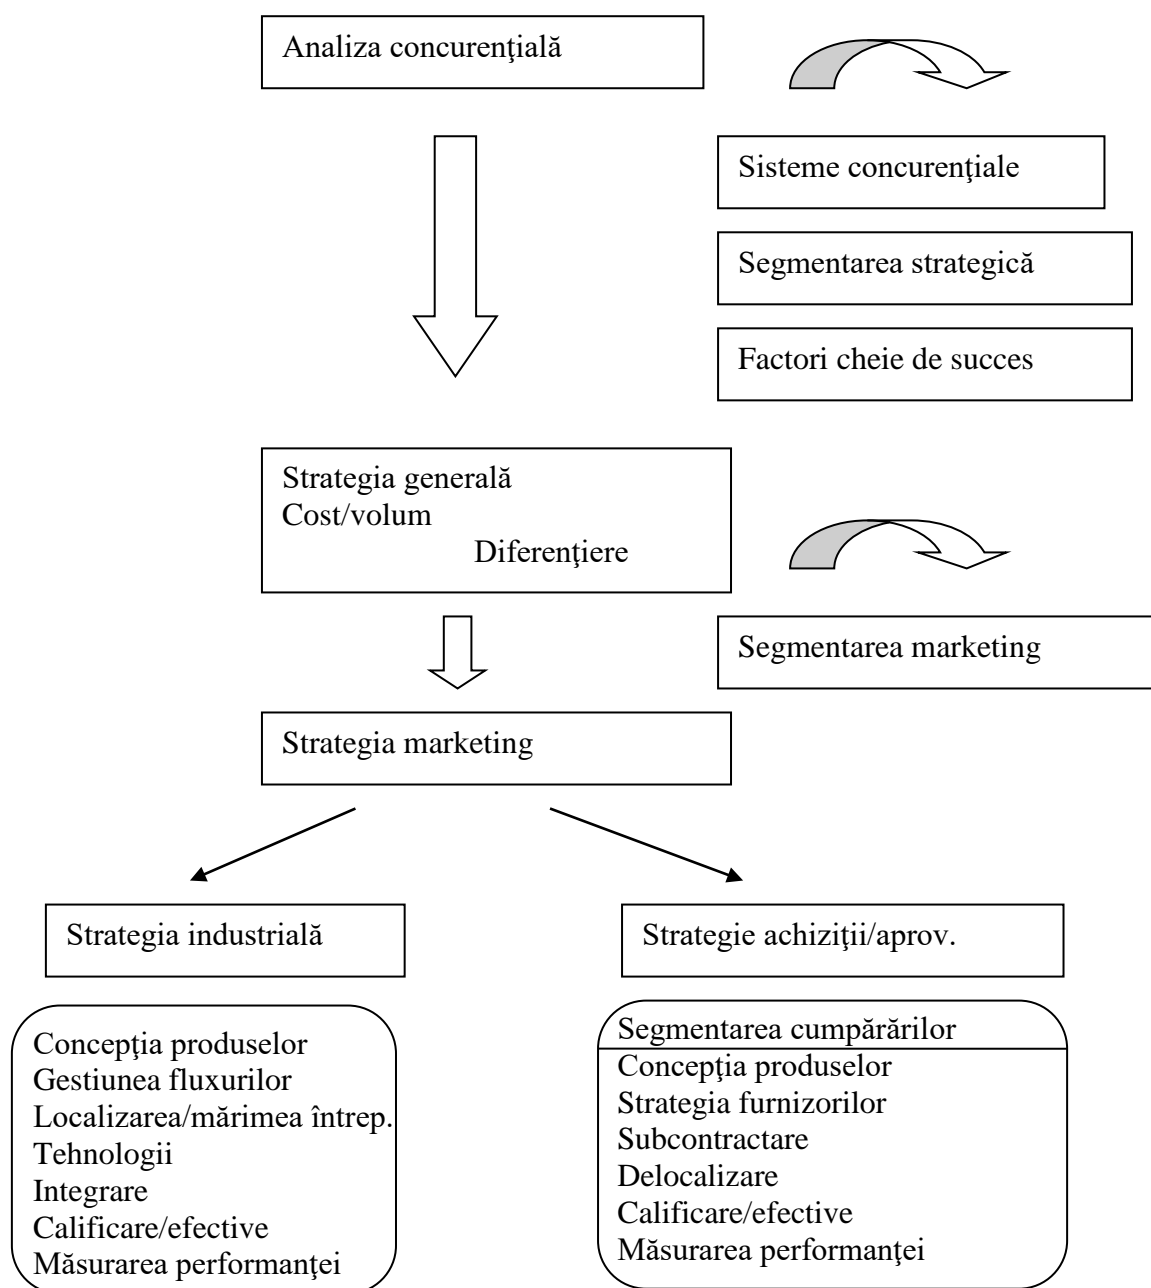 Analiza concurenţială
Sisteme concurenţiale
Segmentarea strategică
Factori cheie de succes
Strategia generală
Cost/volum
Diferenţiere
Segmentarea marketing
Strategia marketing
Strategia industrială
Strategie achiziţii/aprov.
Concepţia produselor
Gestiunea fluxurilor
Localizarea/mărimea întrep.
Tehnologii
Integrare
Calificare/efective
Măsurarea performanţei
Segmentarea cumpărărilor
Concepţia produselor
Strategia furnizorilor
Subcontractare
Delocalizare
Calificare/efective
Măsurarea performanţei